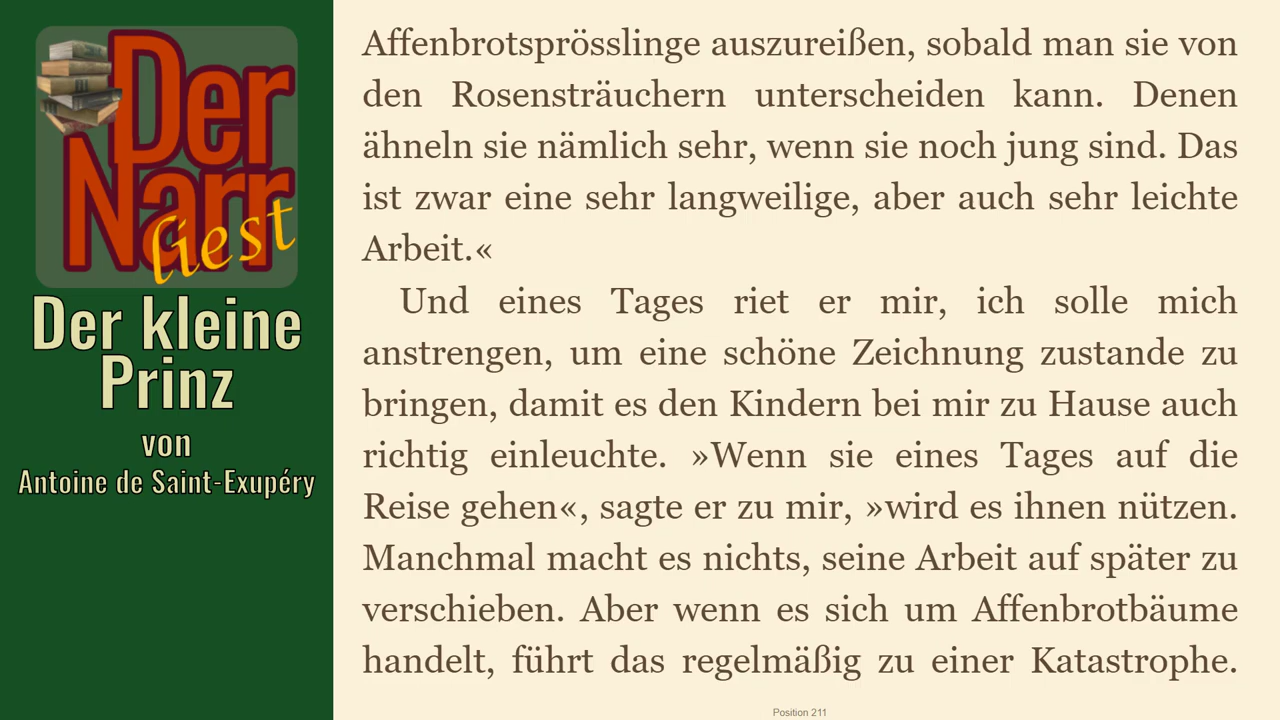 Der
Narr
liest
Der kleine
Prinz
von
Antoine de Saint-Exupéry
Affenbrotsprösslinge auszureißen, sobald man sie von
den Rosensträuchern unterscheiden kann. Denen
ähneln sie nämlich sehr, wenn sie noch jung sind. Das
ist zwar eine sehr langweilige, aber auch sehr leichte
Arbeit.«
Und eines Tages riet er mir, ich solle mich
anstrengen, um eine schöne Zeichnung zustande zu
bringen, damit es den Kindern bei mir zu Hause auch
richtig einleuchte. »Wenn sie eines Tages auf die
Reise gehen«, sagte er zu mir, »wird es ihnen nützen.
Manchmal macht es nichts, seine Arbeit auf später zu
verschieben. Aber wenn es sich um Affenbrotbäume
handelt, führt das regelmäßig zu einer Katastrophe.
Position 211